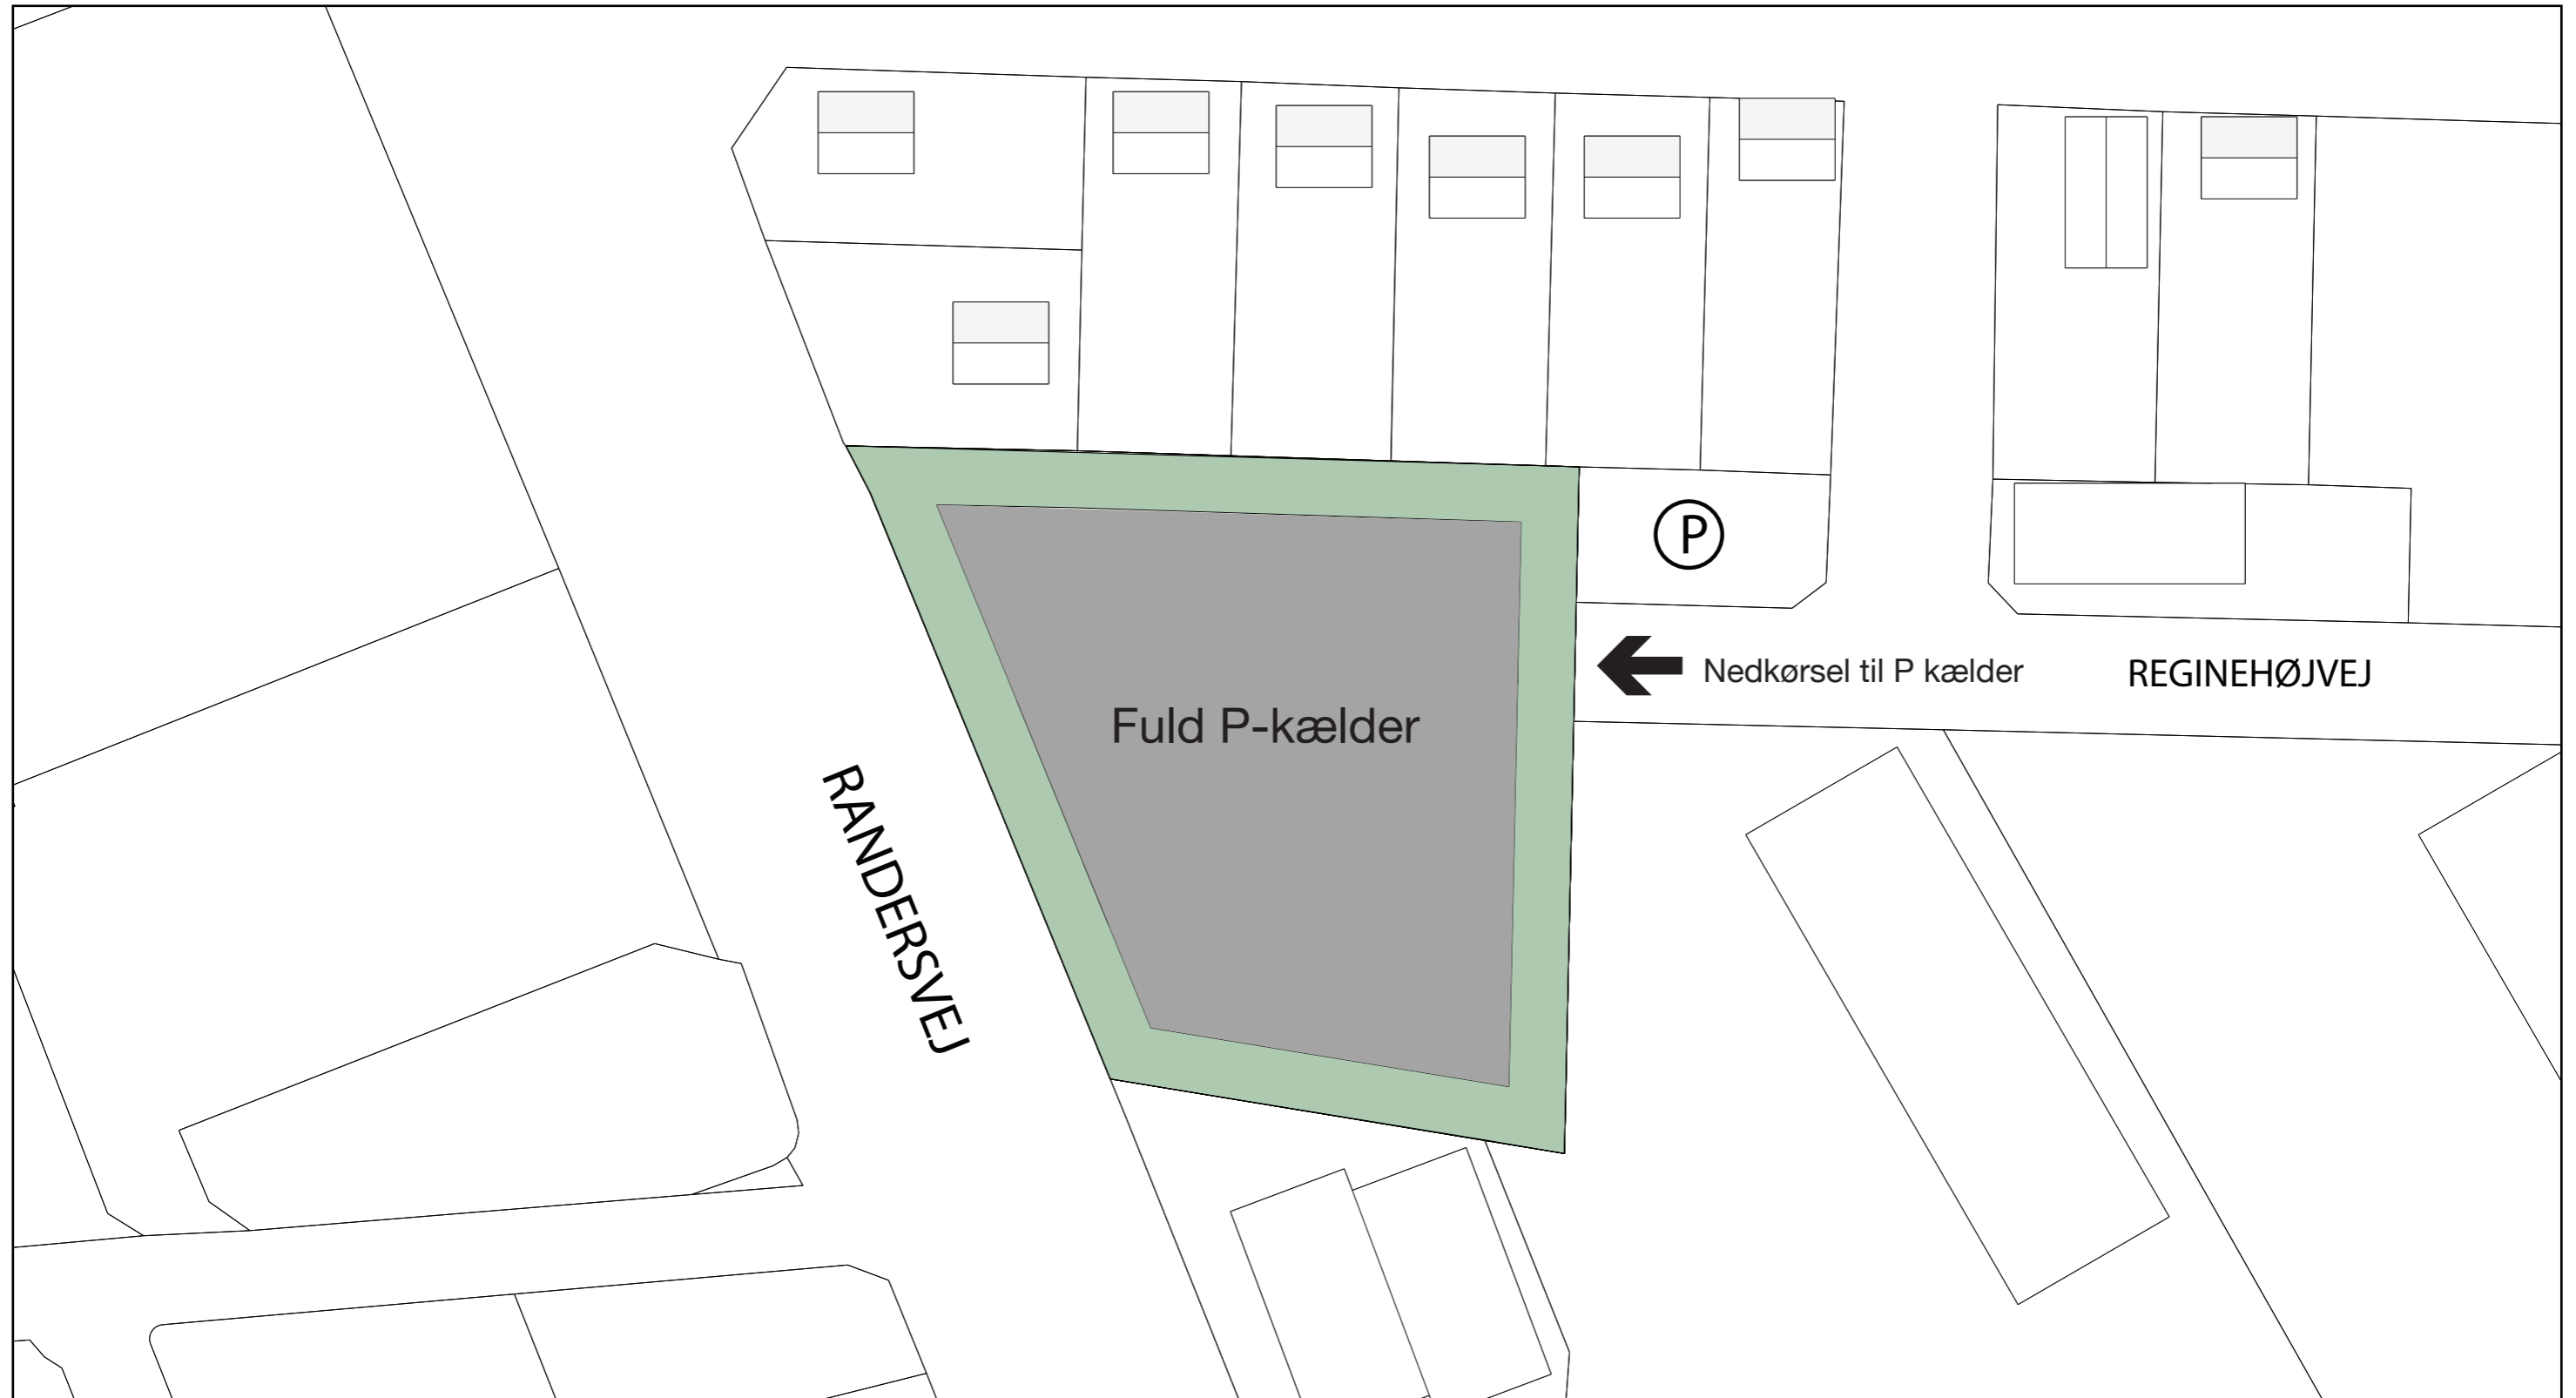 P
Nedkørsel til P kælder
REGINEHØJVEJ
Fuld P-kælder
RANDERSVEJ